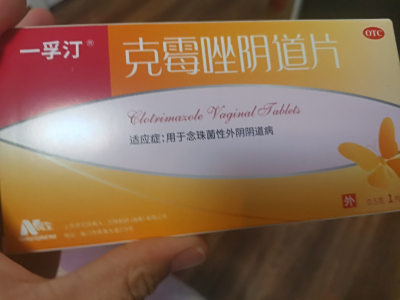 一孚汀®
克霉唑阴道片
OTC
Clotrimazole Vaginal Tablets
适应症:用于念珠菌性外阴阴道病
外